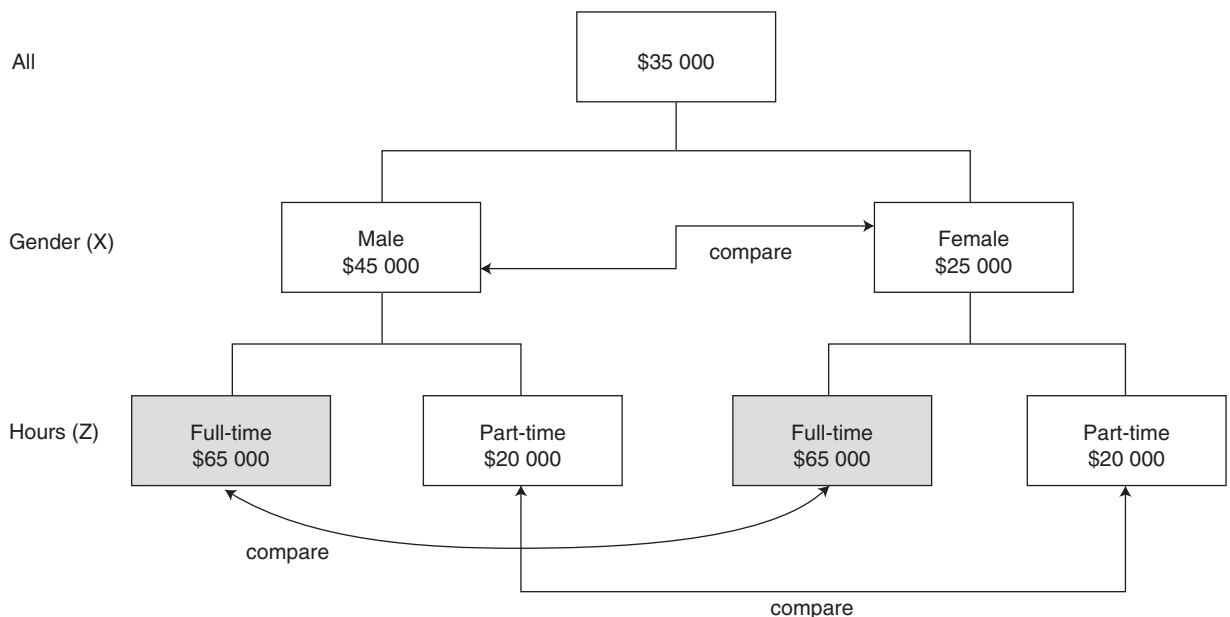 All
$35 000
Gender (X)
Male
$45 000
compare
Female
$25 000
Hours (Z)
Full-time
$65 000
Part-time
$20 000
Full-time
$65 000
Part-time
$20 000
compare
compare